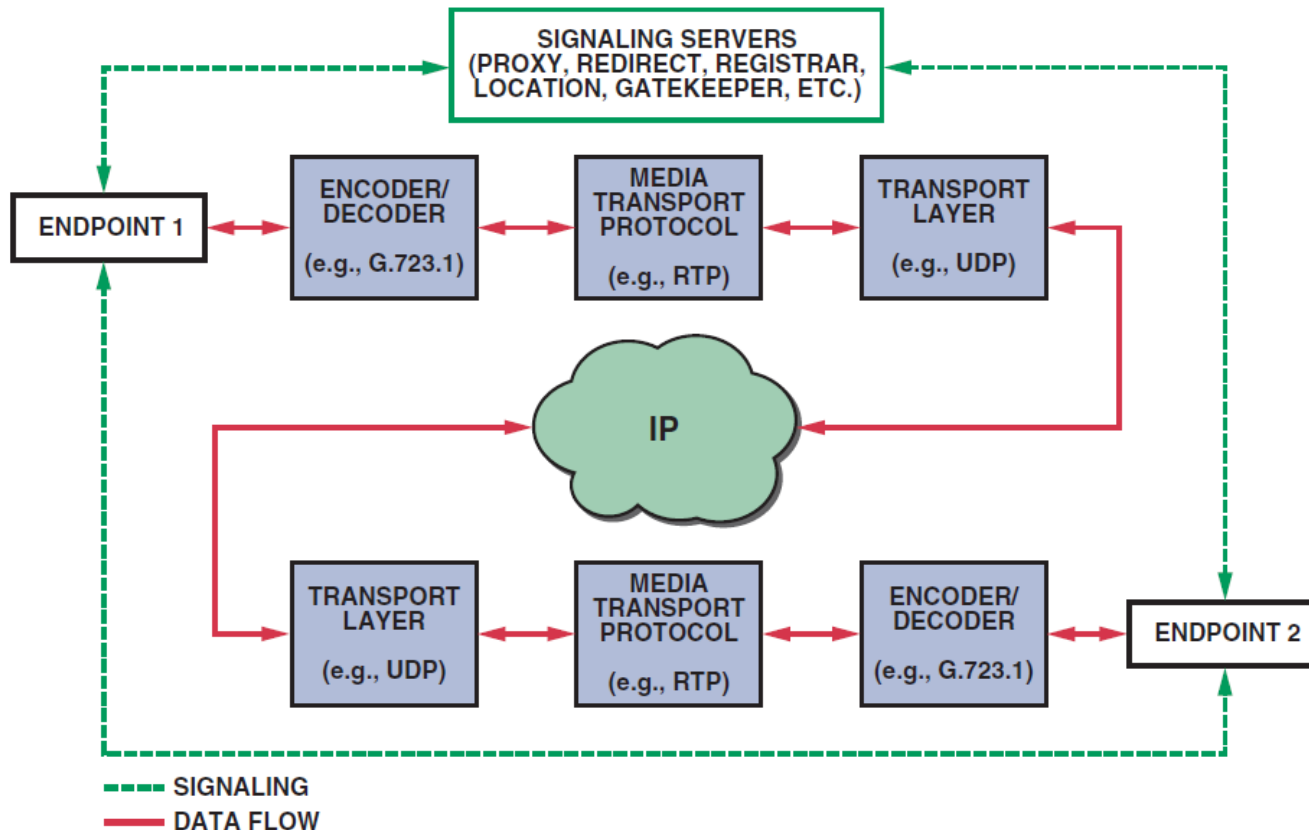 SIGNALING SERVERS
(PROXY, REDIRECT, REGISTRAR,
LOCATION, GATEKEEPER, ETC.)
ENDPOINT 1
ENCODER/
DECODER
(e.g., G.723.1)
MEDIA
TRANSPORT
PROTOCOL
(e.g., RTP)
TRANSPORT
LAYER
(e.g., UDP)
IP
TRANSPORT
LAYER
(e.g., UDP)
MEDIA
TRANSPORT
PROTOCOL
(e.g., RTP)
ENCODER/
DECODER
(e.g., G.723.1)
ENDPOINT 2
SIGNALING
DATA FLOW